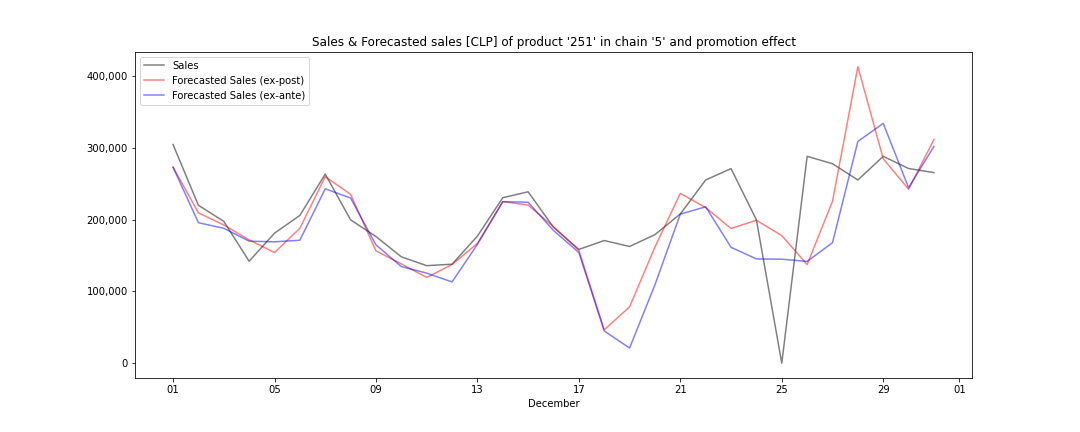 Sales & Forecasted sales [CLP] of product '251' in chain '5' and promotion effect
Sales
Forecasted Sales (ex-post)
Forecasted Sales (ex-ante)
400,000
300,000
200,000
100,000
0
01 05 09 13 17 21 25 29 01
December